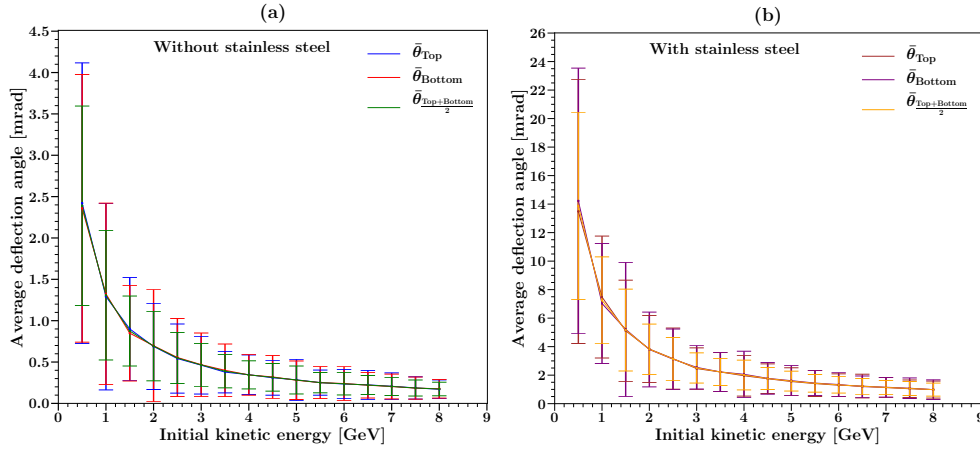 (a)
Without stainless steel
θ̄Top
θ̄Bottom
θ̄Top+Bottom/2
Average deflection angle [mrad]
4.5
4.0
3.5
3.0
2.5
2.0
1.5
1.0
0.5
0.0
0 1 2 3 4 5 6 7 8 9
Initial kinetic energy [GeV]
(b)
With stainless steel
θ̄Top
θ̄Bottom
θ̄Top+Bottom/2
Average deflection angle [mrad]
26
24
22
20
18
16
14
12
10
8
6
4
2
0
0 1 2 3 4 5 6 7 8 9
Initial kinetic energy [GeV]